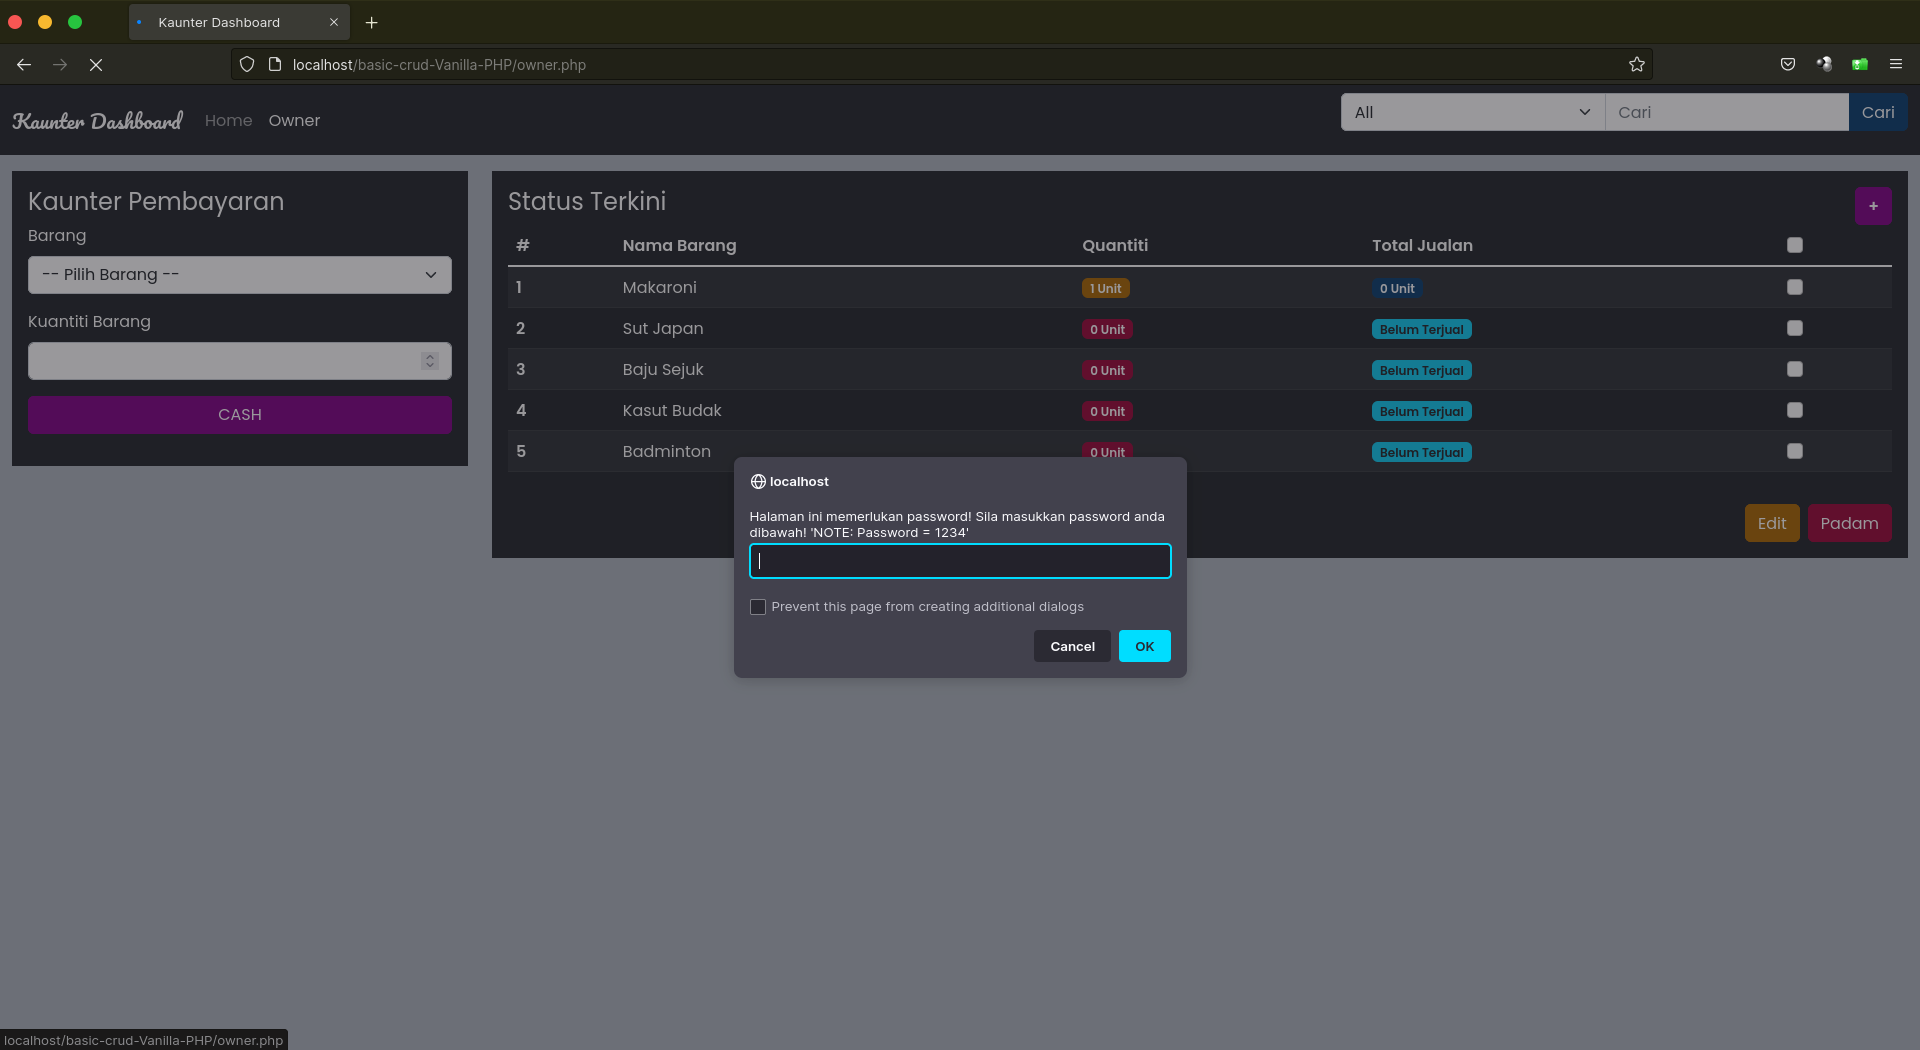 Kaunter Dashboard
localhost/basic-crud-Vanilla-PHP/owner.php
Kaunter Dashboard Home Owner All Cari Cari
Kaunter Pembayaran
Barang
-- Pilih Barang --
Kuantiti Barang
CASH
Status Terkini
+
# Nama Barang Quantiti Total Jualan
1 Makaroni 1 Unit 0 Unit
2 Sut Japan 0 Unit Belum Terjual
3 Baju Sejuk 0 Unit Belum Terjual
4 Kasut Budak 0 Unit Belum Terjual
5 Badminton 0 Unit Belum Terjual
Edit Padam
localhost
Halaman ini memerlukan password! Sila masukkan password anda
dibawah! 'NOTE: Password = 1234'
Prevent this page from creating additional dialogs
Cancel OK
localhost/basic-crud-Vanilla-PHP/owner.php